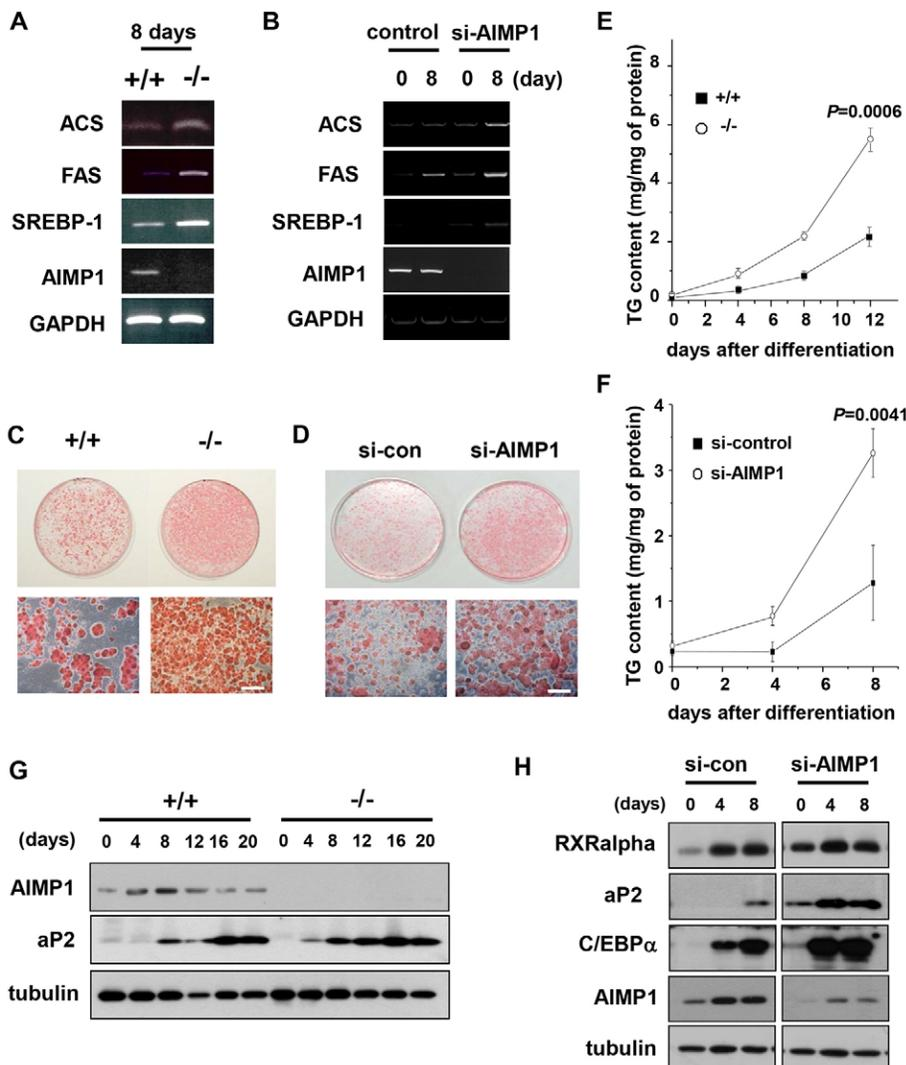 A
8 days
+/+ -/-
ACS
FAS
SREBP-1
AIMP1
GAPDH
B
control si-AIMP1
0 8 0 8 (day)
ACS
FAS
SREBP-1
AIMP1
GAPDH
C
+/+ -/-
D
si-con si-AIMP1
E
TG content (mg/mg of protein)
8
6
4
2
0
+/+
-/-
P=0.0006
0 2 4 6 8 10 12
days after differentiation
F
TG content (mg/mg of protein)
4
3
2
1
0
si-control
si-AIMP1
P=0.0041
0 2 4 6 8
days after differentiation
G
+/+ -/-
(days) 0 4 8 12 16 20 0 4 8 12 16 20
AIMP1
aP2
tubulin
H
si-con si-AIMP1
(days) 0 4 8 0 4 8
RXRalpha
aP2
C/EBPα
AIMP1
tubulin